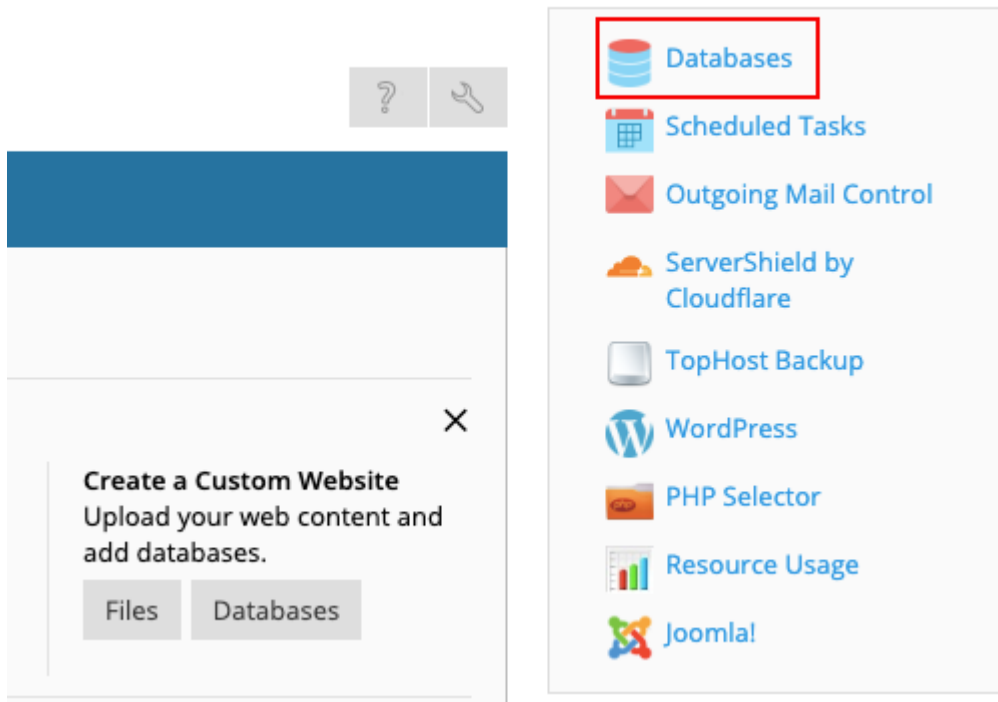 ?
Create a Custom Website
Upload your web content and
add databases.
Files
Databases
Databases
Scheduled Tasks
Outgoing Mail Control
ServerShield by
Cloudflare
TopHost Backup
WordPress
PHP Selector
Resource Usage
Joomla!